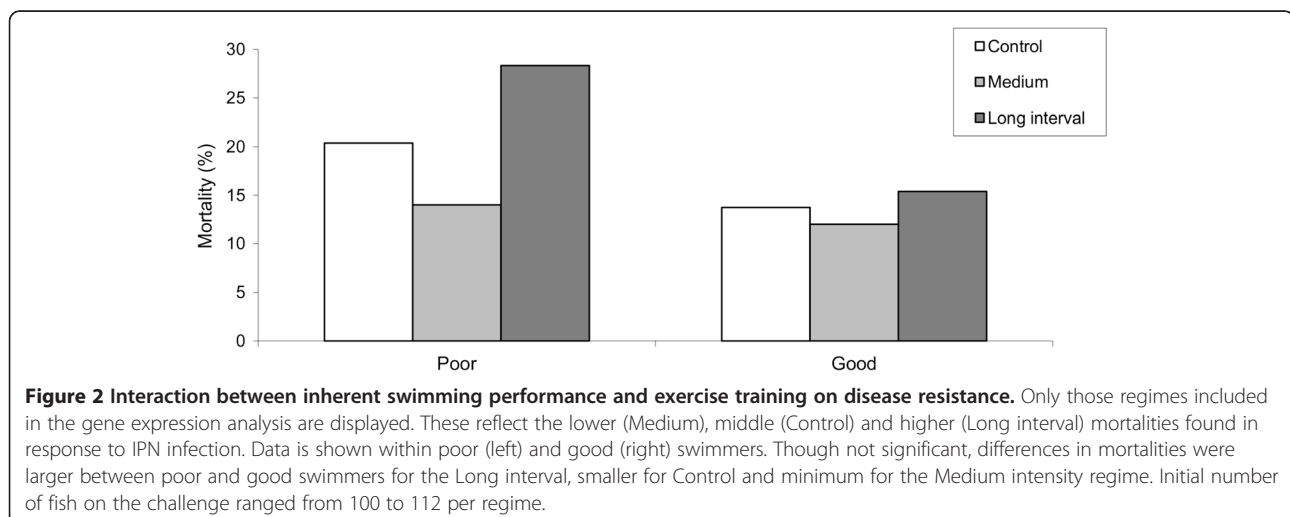 30
25
20
15
10
5
0
Mortality (%)
Poor
Good
Control
Medium
Long interval
Figure 2 Interaction between inherent swimming performance and exercise training on disease resistance. Only those regimes included
in the gene expression analysis are displayed. These reflect the lower (Medium), middle (Control) and higher (Long interval) mortalities found in
response to IPN infection. Data is shown within poor (left) and good (right) swimmers. Though not significant, differences in mortalities were
larger between poor and good swimmers for the Long interval, smaller for Control and minimum for the Medium intensity regime. Initial number
of fish on the challenge ranged from 100 to 112 per regime.